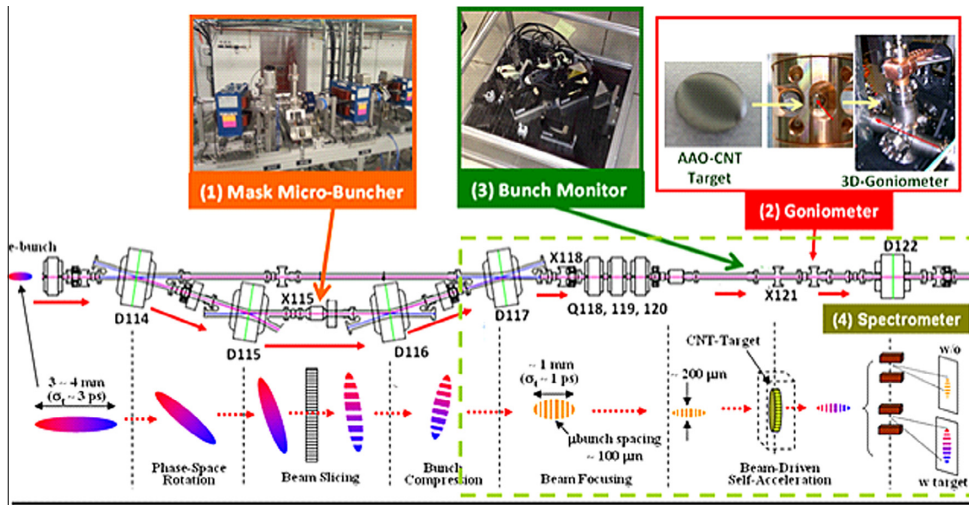 AAO-CNT
Target
3D-Goniometer
(1) Mask Micro-Buncher
(3) Bunch Monitor
(2) Goniometer
e-bunch
D122
X118
X115
X121
D114
D117
Q118, 119, 120
D115
D116
(4) Spectrometer
CNT-Target
w/o
3 ~ 4 mm
(σt ~ 3 ps)
~ 1 mm
(σt ~ 1 ps)
~ 200 μm
μbunch spacing
~ 100 μm
Phase-Space
Rotation
Beam Slicing
Bunch
Compression
Beam Focusing
Beam-Driven
Self-Acceleration
w target